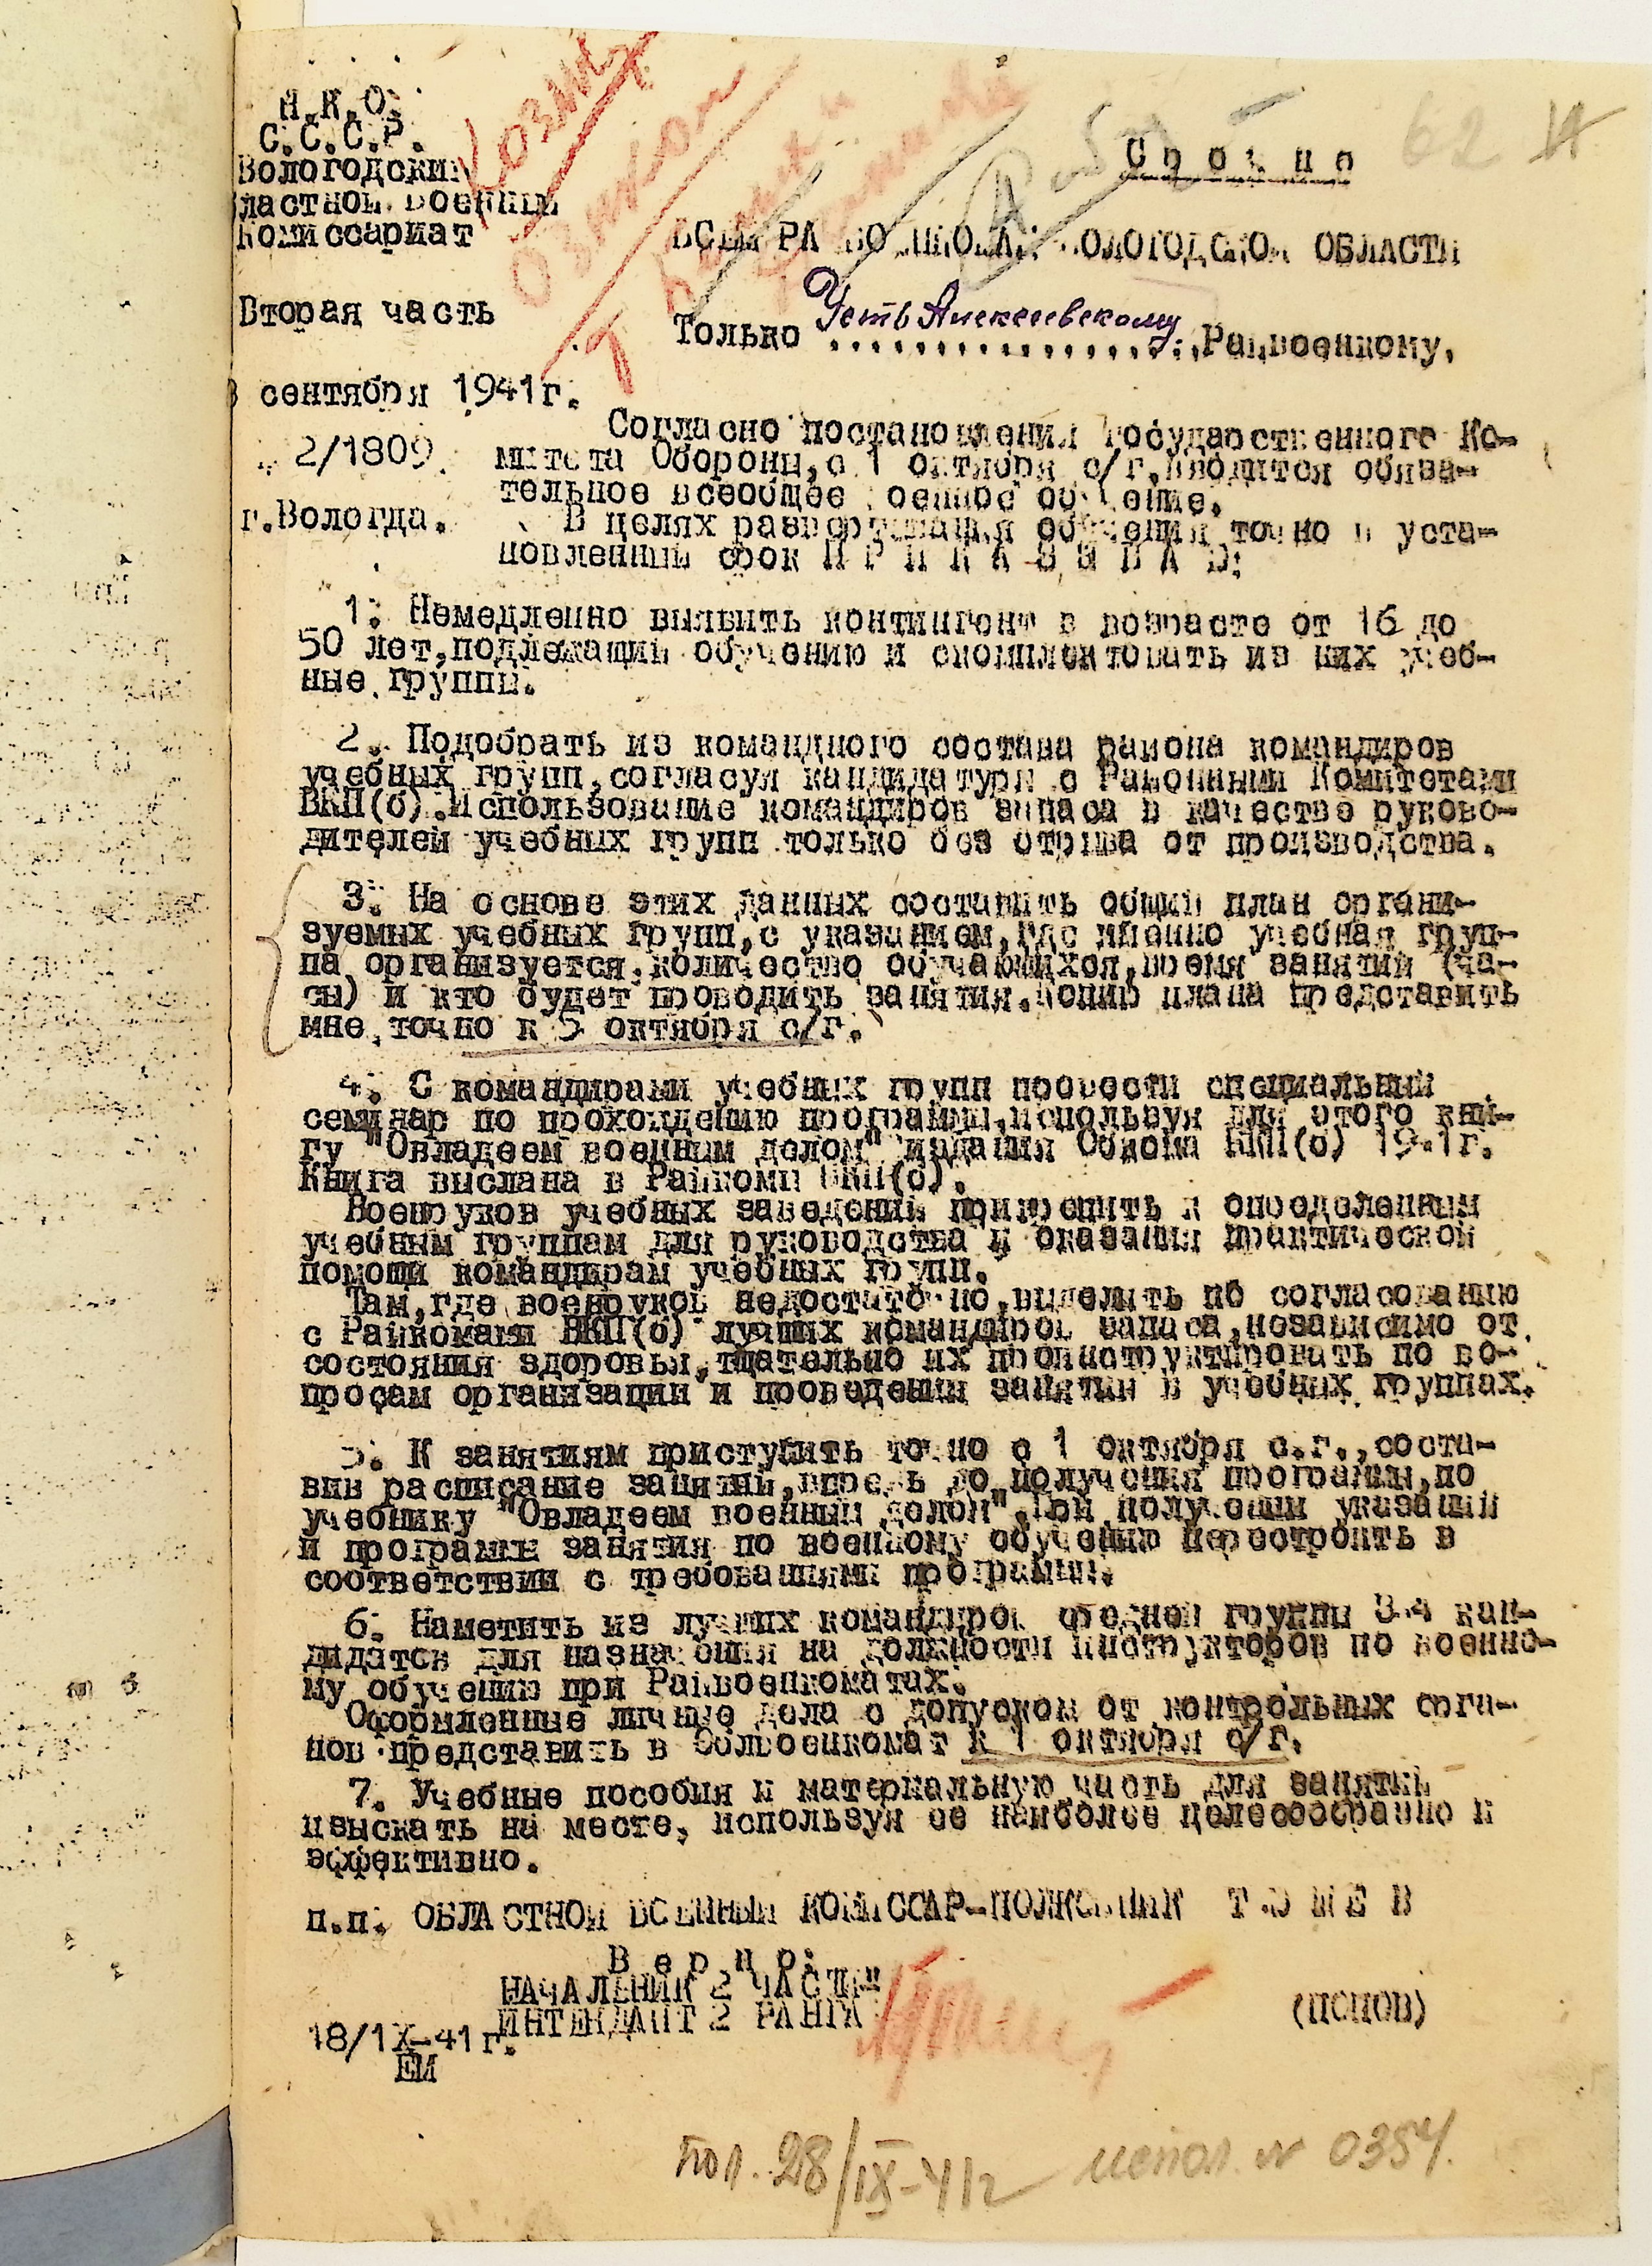 Н.К.О.
С.С.С.Р.
Вологодский
ластной военный
Комиссариат
Срочно
62
ВСЕМ РАЙВОЕНКОМАМ ВОЛОГОДСКОЙ ОБЛАСТИ
Вторая часть
Только Усть Алексеевскому Райвоенкому.
сентября 1941г.
2/1809.
г.Вологда.
Согласно постановления Государственного Ко-
митета Обороны, с 1 октября с/г. вводится обяза-
тельное всеобщее военное обучение.
В целях развертывания обучения точно в уста-
новленный срок П Р И К А З Ы В А Ю:
1. Немедленно выявить контингент в возрасте от 16 до
50 лет, подлежащий обучению и скомплектовать из них учеб-
ные группы.
2. Подобрать из командного состава района командиров
учебных групп, согласуя кандидатуры с Районными Комитетами
ВКП(б). Использование командиров запаса в качестве руково-
дителей учебных групп только без отрыва от производства.
3. На основе этих данных составить общий план органи-
зуемых учебных групп, с указанием, где именно учебная груп-
па организуется, количество обучающихся, время занятий (ча-
сы) и кто будет проводить занятия. Копию плана представить
мне, точно к 5 октября с/г.
4. С командирами учебных групп провести специальный
семинар по прохождению программы, используя для этого кни-
гу "Овладеем военным делом" издания Обкома ВКП(б) 1941г.
Книга выслана в Райкомы ВКП(б).
Военруков учебных заведений прикрепить к определенным
учебным группам для руководства и оказания практической
помощи командирам учебных групп.
Там, где военруков недостаточно, выделить по согласованию
с Райкомами ВКП(б) лучших командиров запаса, независимо от
состояния здоровья, тщательно их проинструктировать по во-
просам организации и проведения занятий в учебных группах.
5. К занятиям приступить точно с 1 октября с.г., соста-
вив расписание занятий, впредь до получения программ, по
учебнику "Овладеем военным делом". При получении указаний
и программы занятия по военному обучению перестроить в
соответствии с требованиями программы.
6. Наметить из лучших командиров средней группы 3-4 кан-
дидатов для назначения на должности инструкторов по военно-
му обучению при Райвоенкоматах.
Оформленные личные дела с допуском от контрольных орга-
нов представить в Облвоенкомат к 1 октября с/г.
7. Учебные пособия и материальную часть для занятий
изыскать на месте, используя ее наиболее целесообразно и
эффективно.
п.п. ОБЛАСТНОЙ ВОЕННЫЙ КОМИССАР-ПОЛКОВНИК
В е р н о:
НАЧАЛЬНИК 2 ЧАСТИ
ИНТЕНДАНТ 2 РАНГА
(ПОПОВ)
18/1Х-41г.
ЕИ
Пол. 28/IX-41г
испол. № 0354.